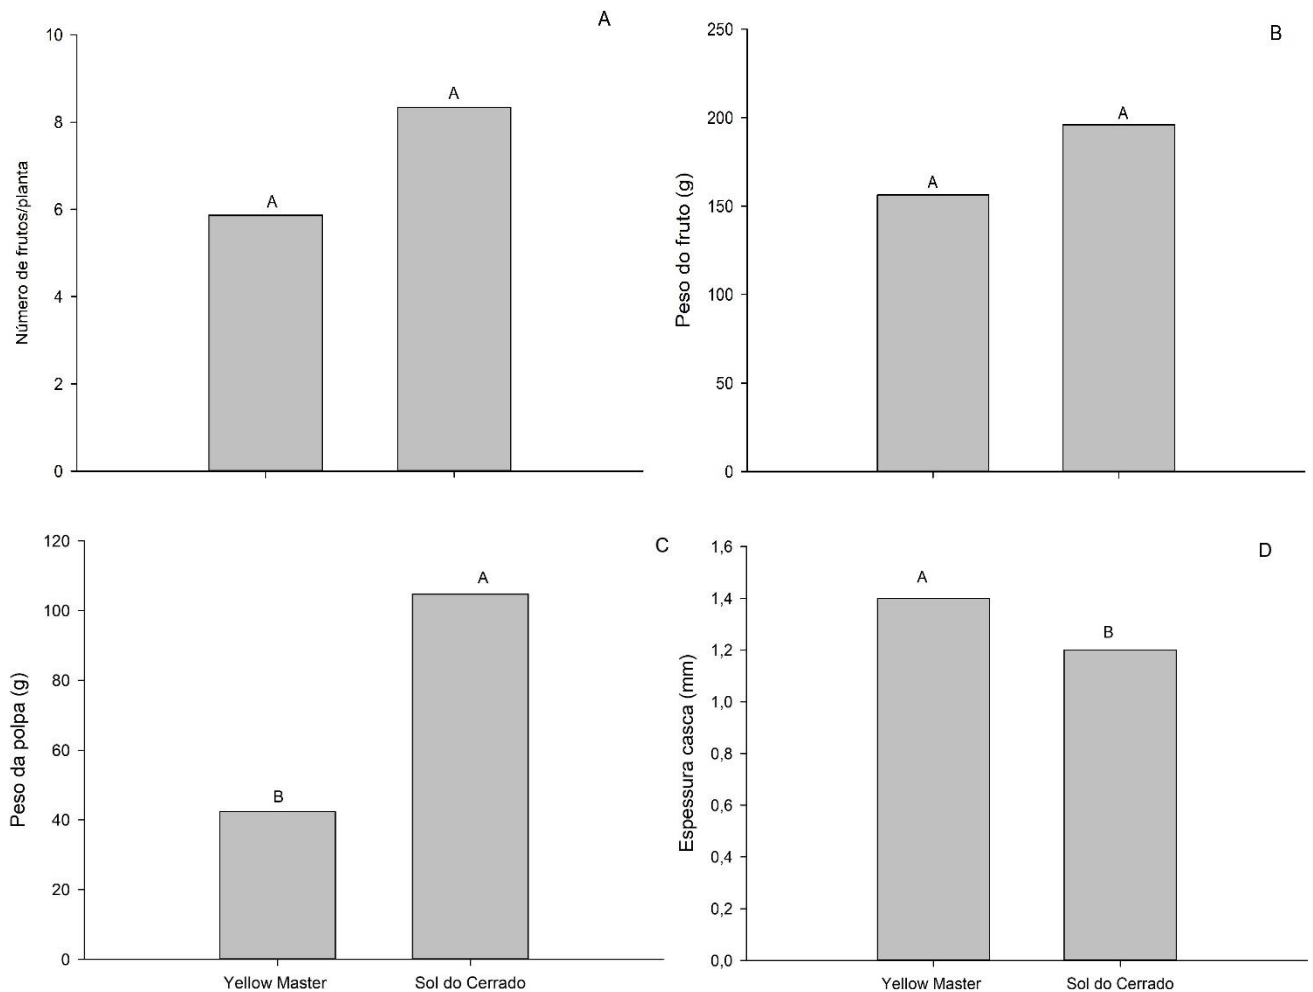 A
10
8
6
4
2
0
Número de frutos/planta
A
A
B
250
200
150
100
50
0
Peso do fruto (g)
A
A
C
120
100
80
60
40
20
0
Peso da polpa (g)
B
A
Yellow Master
Sol do Cerrado
D
1,6
1,4
1,2
1,0
0,8
0,6
0,4
0,2
0,0
Espessura casca (mm)
A
B
Yellow Master
Sol do Cerrado